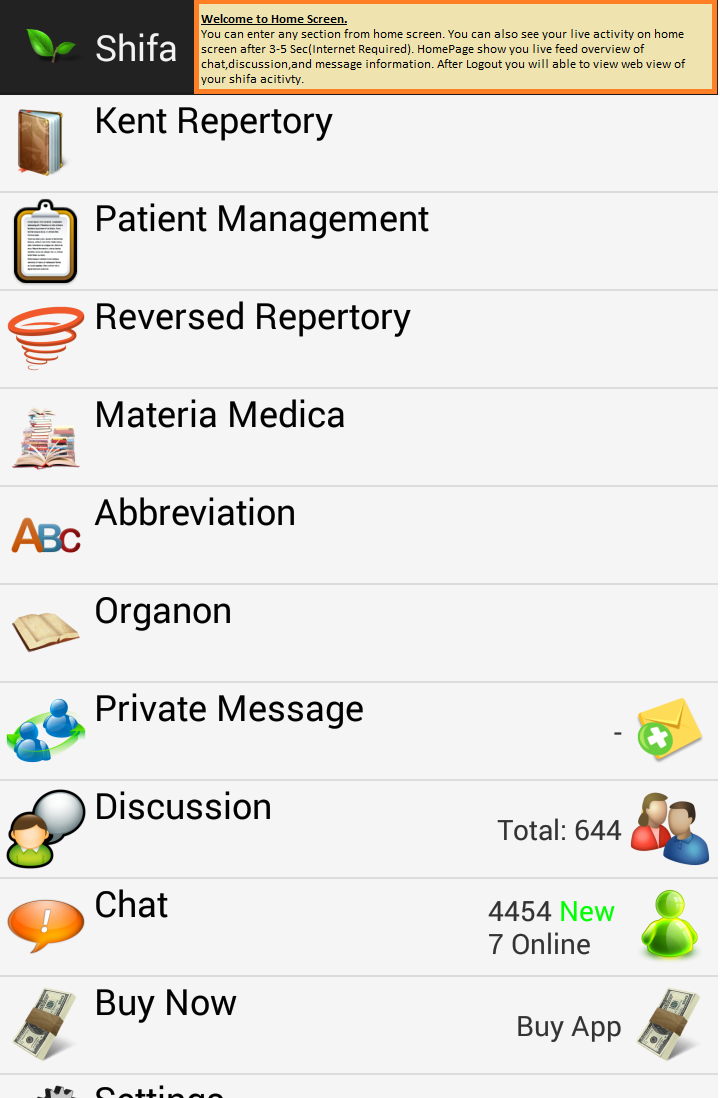 Shifa
Welcome to Home Screen.
You can enter any section from home screen. You can also see your live activity on home
screen after 3-5 Sec(Internet Required). HomePage show you live feed overview of
chat,discussion,and message information. After Logout you will able to view web view of
your shifa acitivty.
Kent Repertory
Patient Management
Reversed Repertory
Materia Medica
Abbreviation
ABC
Organon
Private Message
-
Discussion
Total: 644
Chat
!
4454 New
7 Online
Buy Now
Buy App
Settings